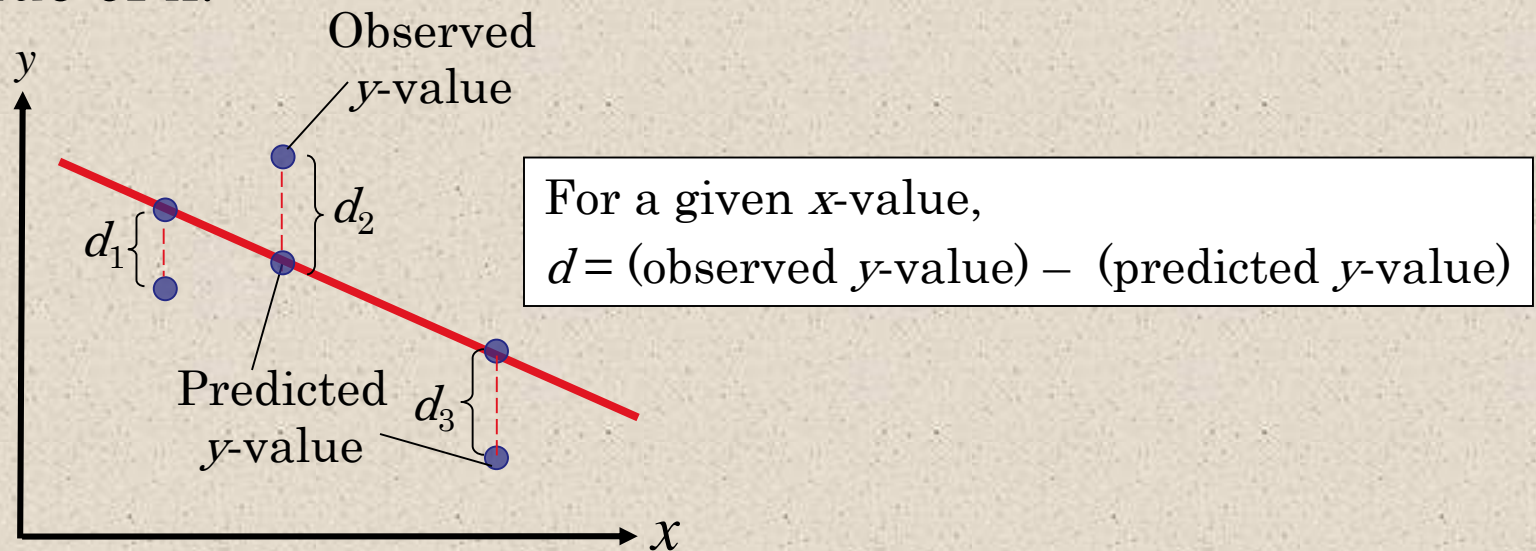 y
Observed
y-value
d₂
d₁
For a given x-value,
d = (observed y-value) – (predicted y-value)
Predicted
y-value
d₃
x